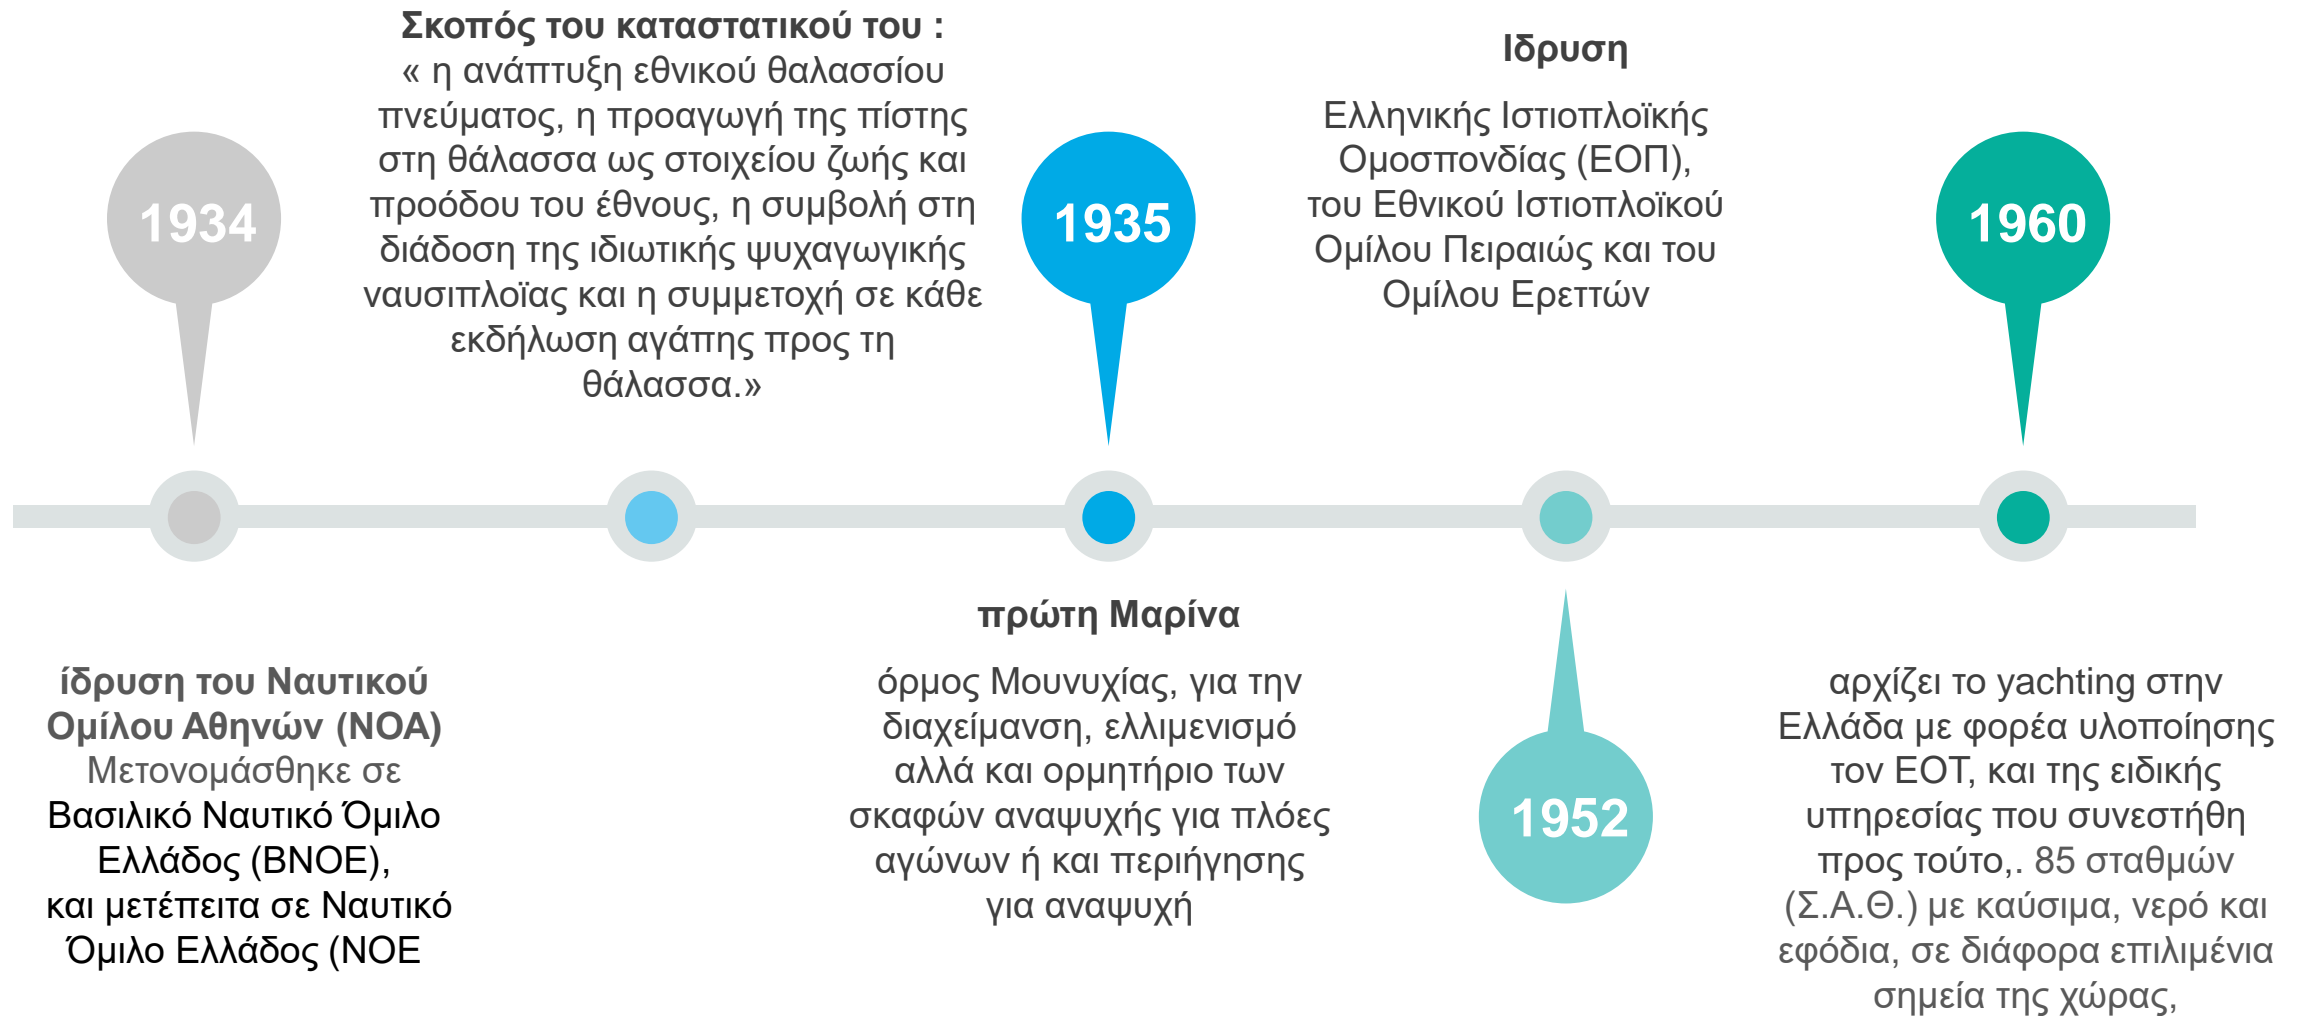 1934
ίδρυση του Ναυτικού
Ομίλου Αθηνών (ΝΟΑ)
Μετονομάσθηκε σε
Βασιλικό Ναυτικό Όμιλο
Ελλάδος (ΒΝΟΕ),
και μετέπειτα σε Ναυτικό
Όμιλο Ελλάδος (ΝΟΕ
Σκοπός του καταστατικού του :
« η ανάπτυξη εθνικού θαλασσίου
πνεύματος, η προαγωγή της πίστης
στη θάλασσα ως στοιχείου ζωής και
προόδου του έθνους, η συμβολή στη
διάδοση της ιδιωτικής ψυχαγωγικής
ναυσιπλοϊας και η συμμετοχή σε κάθε
εκδήλωση αγάπης προς τη
θάλασσα.»
1935
πρώτη Μαρίνα
όρμος Μουνυχίας, για την
διαχείμανση, ελλιμενισμό
αλλά και ορμητήριο των
σκαφών αναψυχής για πλόες
αγώνων ή και περιήγησης
για αναψυχή
Ιδρυση
Ελληνικής Ιστιοπλοϊκής
Ομοσπονδίας (ΕΟΠ),
του Εθνικού Ιστιοπλοϊκού
Ομίλου Πειραιώς και του
Ομίλου Ερεττών
1952
1960
αρχίζει το yachting στην
Ελλάδα με φορέα υλοποίησης
τον ΕΟΤ, και της ειδικής
υπηρεσίας που συνεστήθη
προς τούτο,. 85 σταθμών
(Σ.Α.Θ.) με καύσιμα, νερό και
εφόδια, σε διάφορα επιλιμένια
σημεία της χώρας,